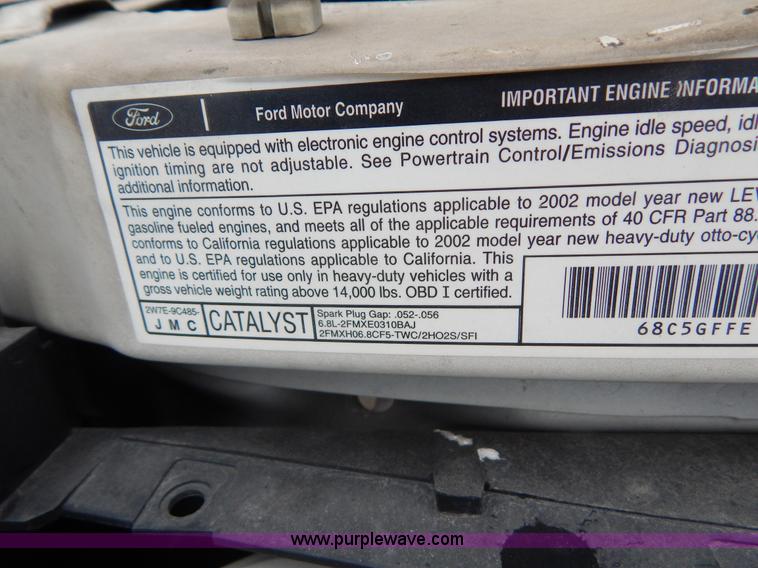 Ford
Ford Motor Company
IMPORTANT ENGINE INFORMA
This vehicle is equipped with electronic engine control systems. Engine idle speed, idl
ignition timing are not adjustable. See Powertrain Control/Emissions Diagnosi
additional information.
This engine conforms to U.S. EPA regulations applicable to 2002 model year new LEV
gasoline fueled engines, and meets all of the applicable requirements of 40 CFR Part 88.
conforms to California regulations applicable to 2002 model year new heavy-duty otto-cy
and to U.S. EPA regulations applicable to California. This
engine is certified for use only in heavy-duty vehicles with a
gross vehicle weight rating above 14,000 lbs. OBD I certified.
2W7E-9C485-
JMC
CATALYST
Spark Plug Gap: .052-.056
6.8L-2FMXE0310BAJ
2FMXH06.8CF5-TWC/2HO2S/SFI
68C5GFFE
www.purplewave.com